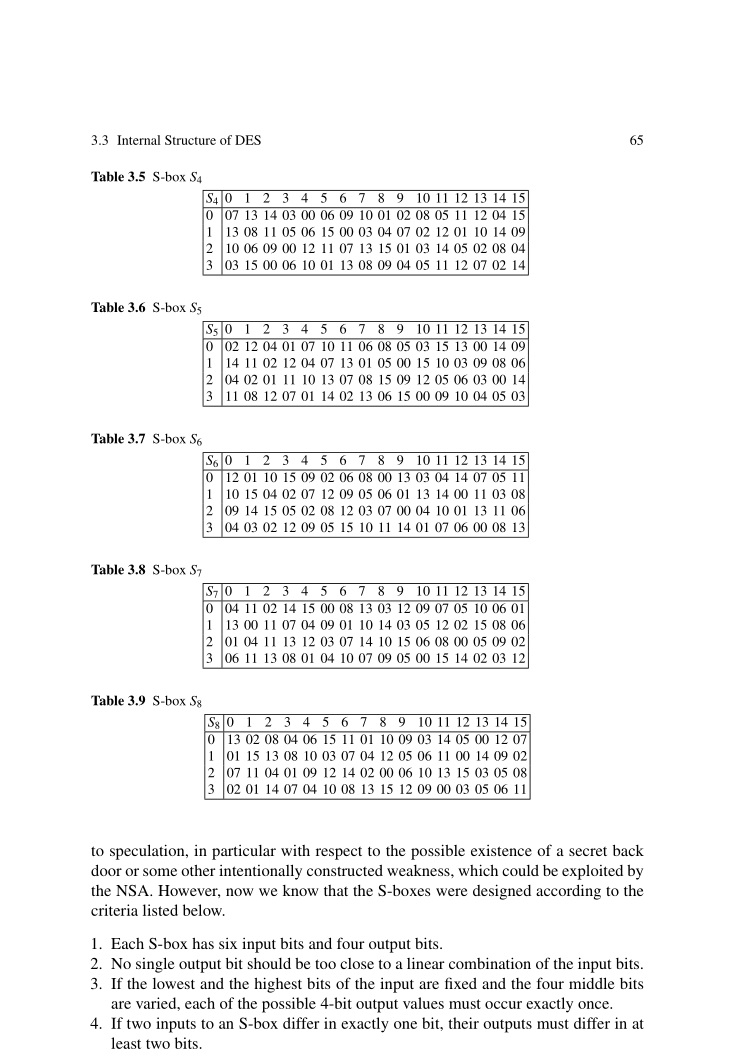 3.3 Internal Structure of DES 65
Table 3.5 S-box S4
S4 0 1 2 3 4 5 6 7 8 9 10 11 12 13 14 15
0 07 13 14 03 00 06 09 10 01 02 08 05 11 12 04 15
1 13 08 11 05 06 15 00 03 04 07 02 12 01 10 14 09
2 10 06 09 00 12 11 07 13 15 01 03 14 05 02 08 04
3 03 15 00 06 10 01 13 08 09 04 05 11 12 07 02 14
Table 3.6 S-box S5
S5 0 1 2 3 4 5 6 7 8 9 10 11 12 13 14 15
0 02 12 04 01 07 10 11 06 08 05 03 15 13 00 14 09
1 14 11 02 12 04 07 13 01 05 00 15 10 03 09 08 06
2 04 02 01 11 10 13 07 08 15 09 12 05 06 03 00 14
3 11 08 12 07 01 14 02 13 06 15 00 09 10 04 05 03
Table 3.7 S-box S6
S6 0 1 2 3 4 5 6 7 8 9 10 11 12 13 14 15
0 12 01 10 15 09 02 06 08 00 13 03 04 14 07 05 11
1 10 15 04 02 07 12 09 05 06 01 13 14 00 11 03 08
2 09 14 15 05 02 08 12 03 07 00 04 10 01 13 11 06
3 04 03 02 12 09 05 15 10 11 14 01 07 06 00 08 13
Table 3.8 S-box S7
S7 0 1 2 3 4 5 6 7 8 9 10 11 12 13 14 15
0 04 11 02 14 15 00 08 13 03 12 09 07 05 10 06 01
1 13 00 11 07 04 09 01 10 14 03 05 12 02 15 08 06
2 01 04 11 13 12 03 07 14 10 15 06 08 00 05 09 02
3 06 11 13 08 01 04 10 07 09 05 00 15 14 02 03 12
Table 3.9 S-box S8
S8 0 1 2 3 4 5 6 7 8 9 10 11 12 13 14 15
0 13 02 08 04 06 15 11 01 10 09 03 14 05 00 12 07
1 01 15 13 08 10 03 07 04 12 05 06 11 00 14 09 02
2 07 11 04 01 09 12 14 02 00 06 10 13 15 03 05 08
3 02 01 14 07 04 10 08 13 15 12 09 00 03 05 06 11
to speculation, in particular with respect to the possible existence of a secret back
door or some other intentionally constructed weakness, which could be exploited by
the NSA. However, now we know that the S-boxes were designed according to the
criteria listed below.
1. Each S-box has six input bits and four output bits.
2. No single output bit should be too close to a linear combination of the input bits.
3. If the lowest and the highest bits of the input are fixed and the four middle bits
are varied, each of the possible 4-bit output values must occur exactly once.
4. If two inputs to an S-box differ in exactly one bit, their outputs must differ in at
least two bits.